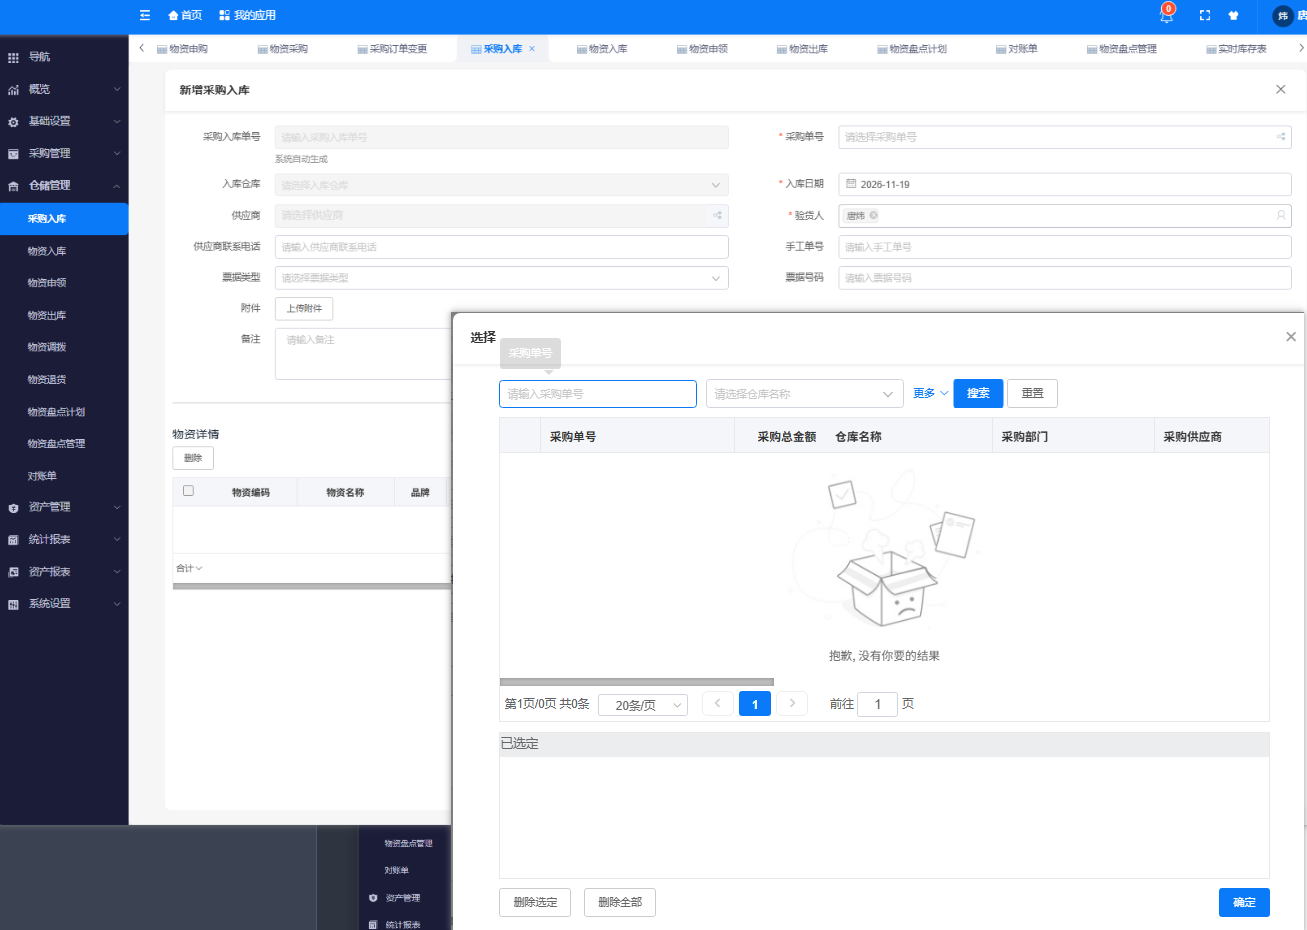 首页 我的应用 0 炜 唐
物资申购 物资采购 采购订单变更 采购入库 × 物资入库 物资申领 物资出库 物资盘点计划 对账单 物资盘点管理 实时库存表
导航
概览
基础设置
采购管理
仓储管理
采购入库
物资入库
物资申领
物资出库
物资调拨
物资退货
物资盘点计划
物资盘点管理
对账单
资产管理
统计报表
资产报表
系统设置
新增采购入库
采购入库单号 请输入采购入库单号 * 采购单号 请选择采购单号
系统自动生成
入库仓库 请选择入库仓库 * 入库日期 2026-11-19
供应商 请选择供应商 * 验货人 唐炜
供应商联系电话 请输入供应商联系电话 手工单号 请输入手工单号
票据类型 请选择票据类型 票据号码 请输入票据号码
附件 上传附件
备注 请输入备注
物资详情
删除
物资编码 物资名称 品牌
合计
选择
采购单号
请输入采购单号 请选择仓库名称 更多 搜索 重置
采购单号 采购总金额 仓库名称 采购部门 采购供应商
抱歉, 没有你要的结果
第1页/0页 共0条 20条/页 1 前往 1 页
已选定
删除选定 删除全部 确定
物资盘点管理
对账单
资产管理
统计报表